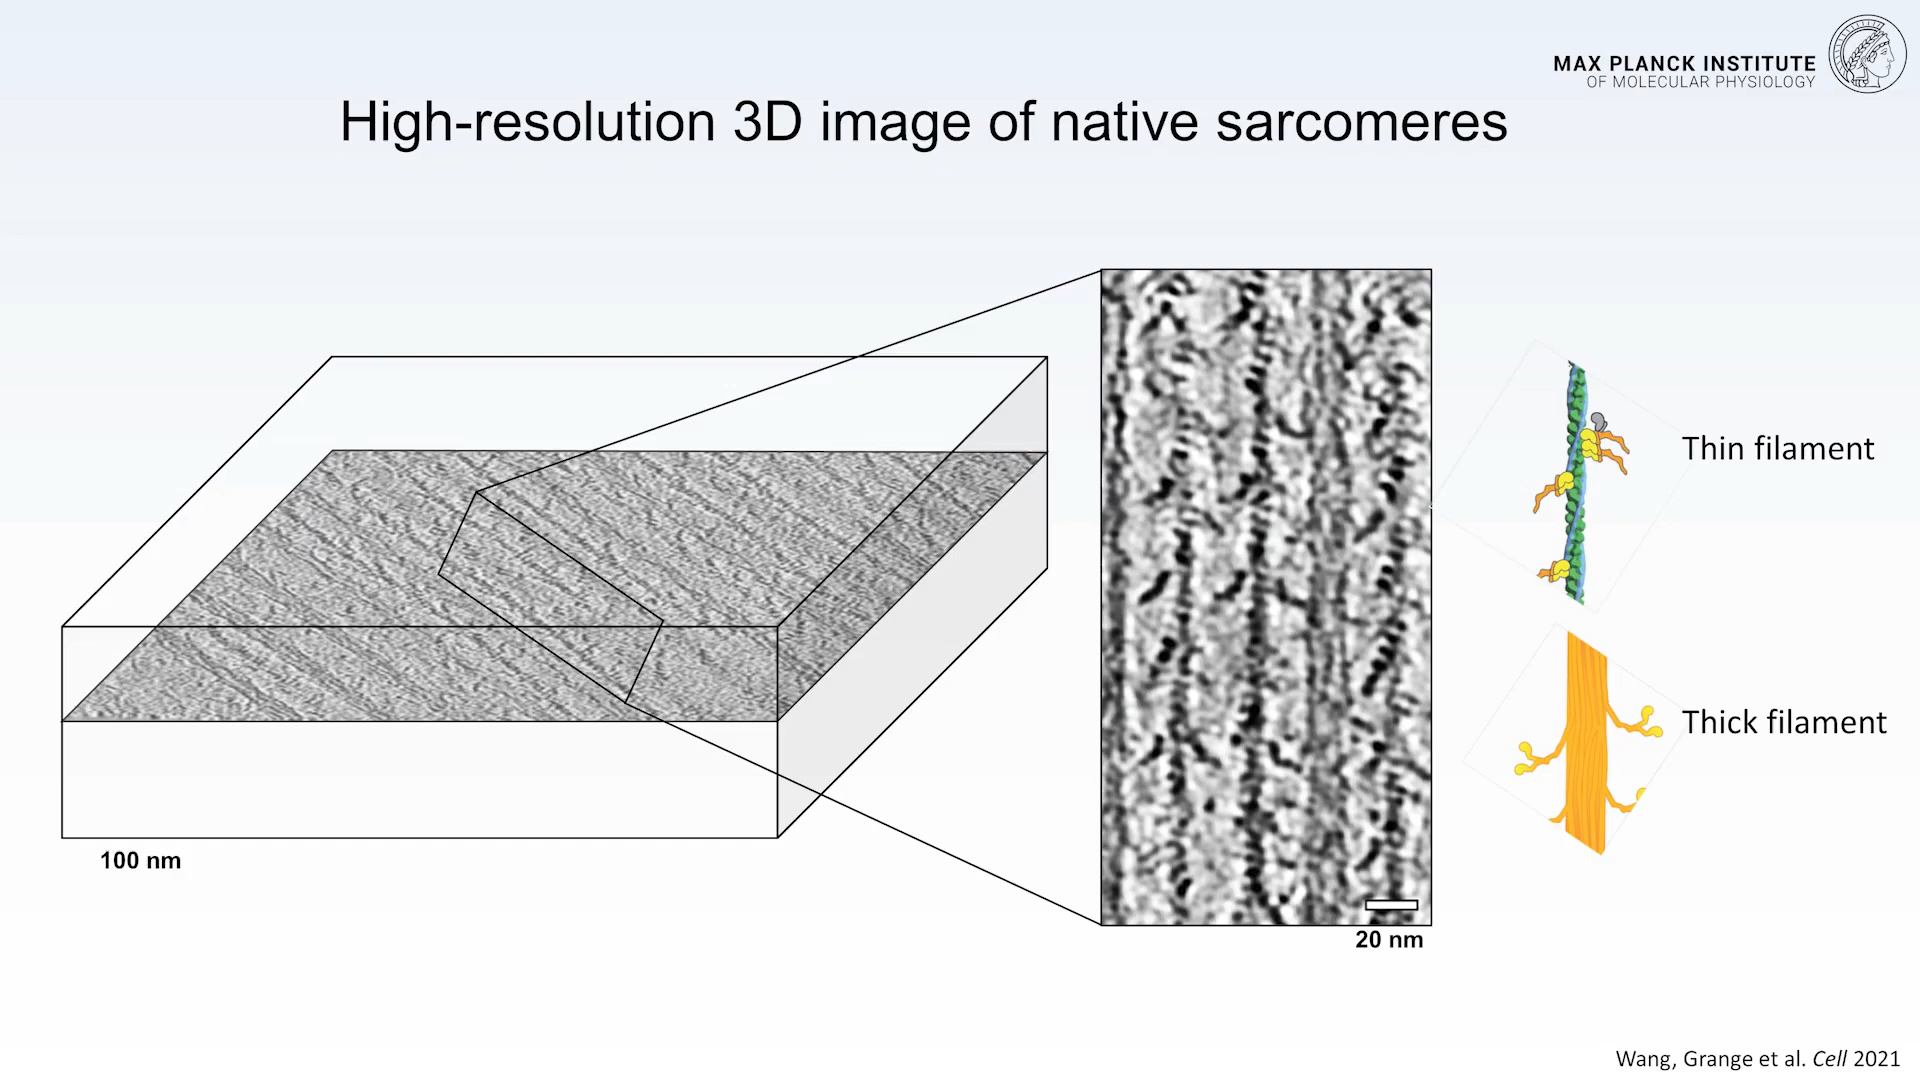 MAX PLANCK INSTITUTE
OF MOLECULAR PHYSIOLOGY
High-resolution 3D image of native sarcomeres
Thin filament
Thick filament
100 nm
20 nm
Wang, Grange et al. Cell 2021